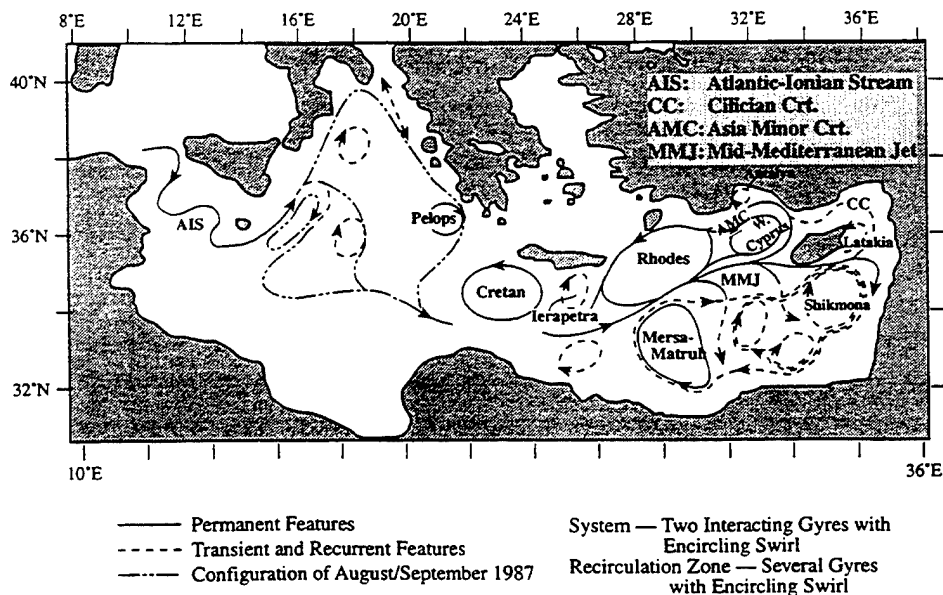 8°E 12°E 16°E 20°E 24°E 28°E 32°E 36°E
40°N
36°N
32°N
AIS: Atlantic-Ionian Stream
CC: Cilician Crt.
AMC: Asia Minor Crt.
MMJ: Mid-Mediterranean Jet
Antalya
AIS
Pelops
AMC
W.
Cyprus
CC
Latakia
Rhodes
MMJ
Cretan
Ierapetra
Shikmona
Mersa-
Matruh
10°E 36°E
Permanent Features
Transient and Recurrent Features
Configuration of August/September 1987
System — Two Interacting Gyres with
Encircling Swirl
Recirculation Zone — Several Gyres
with Encircling Swirl